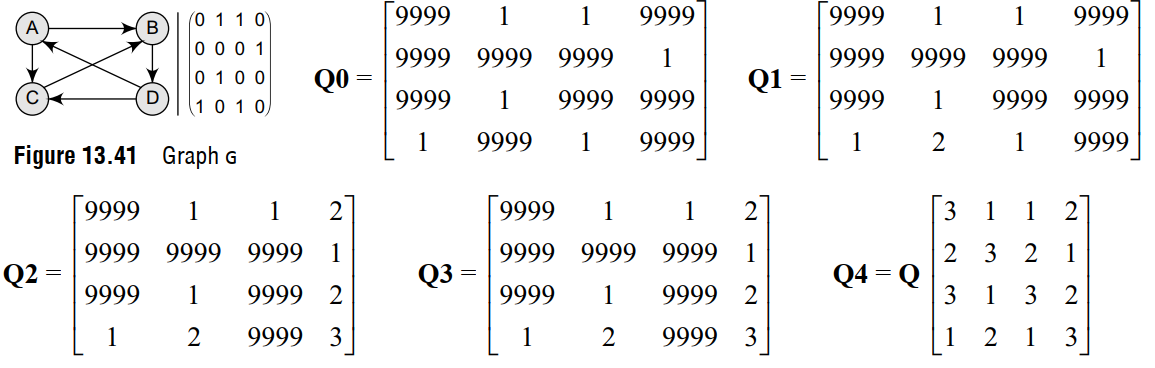 A B
C D
0 1 1 0
0 0 0 1
0 1 0 0
1 0 1 0
Figure 13.41 Graph G
Q0 =
9999 1 1 9999
9999 9999 9999 1
9999 1 9999 9999
1 9999 1 9999
Q1 =
9999 1 1 9999
9999 9999 9999 1
9999 1 9999 9999
1 2 1 9999
Q2 =
9999 1 1 2
9999 9999 9999 1
9999 1 9999 2
1 2 9999 3
Q3 =
9999 1 1 2
9999 9999 9999 1
9999 1 9999 2
1 2 9999 3
Q4 = Q
3 1 1 2
2 3 2 1
3 1 3 2
1 2 1 3